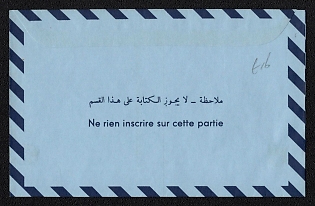 ملاحظة – لا يجوز الكتابة على هذا القسم
Ne rien inscrire sur cette partie